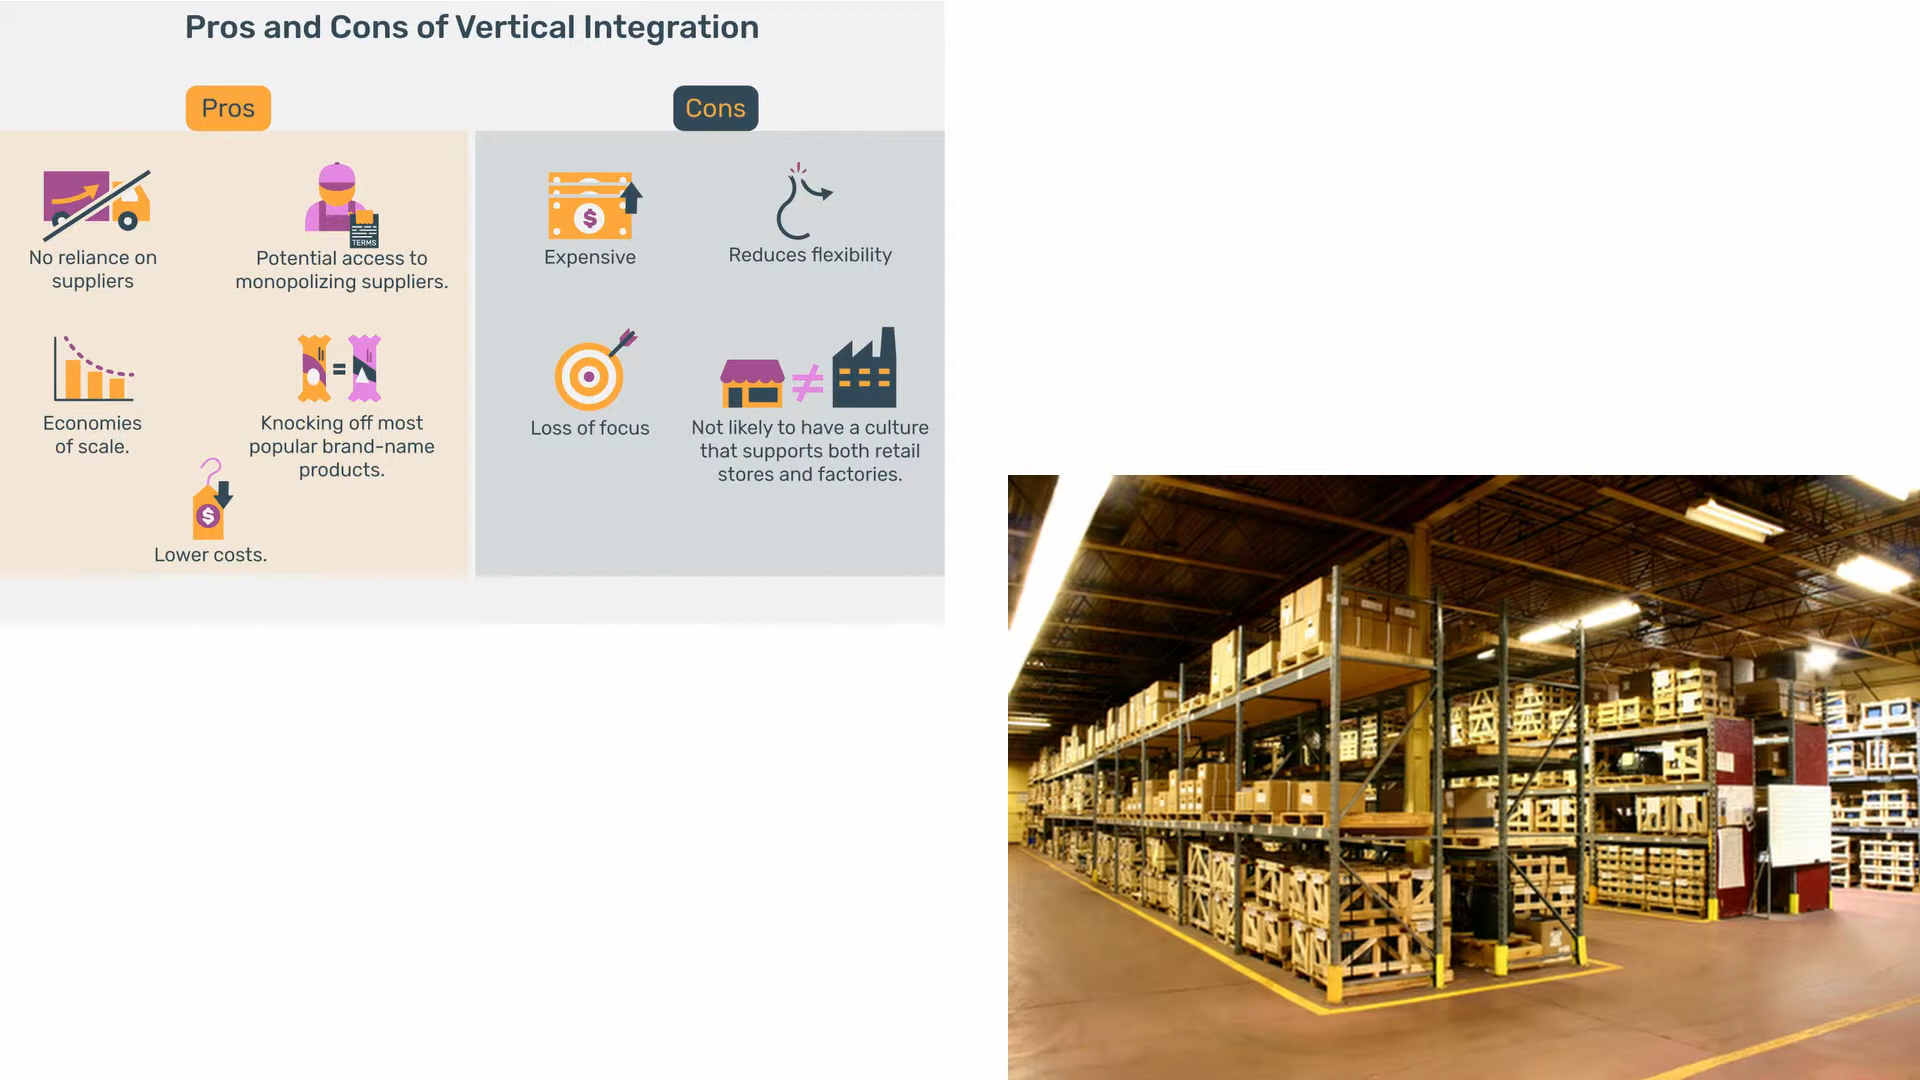 Pros and Cons of Vertical Integration
Pros
No reliance on
suppliers
TERMS
Potential access to
monopolizing suppliers.
Economies
of scale.
Knocking off most
popular brand-name
products.
Lower costs.
Cons
Expensive
Reduces flexibility
Loss of focus
Not likely to have a culture
that supports both retail
stores and factories.